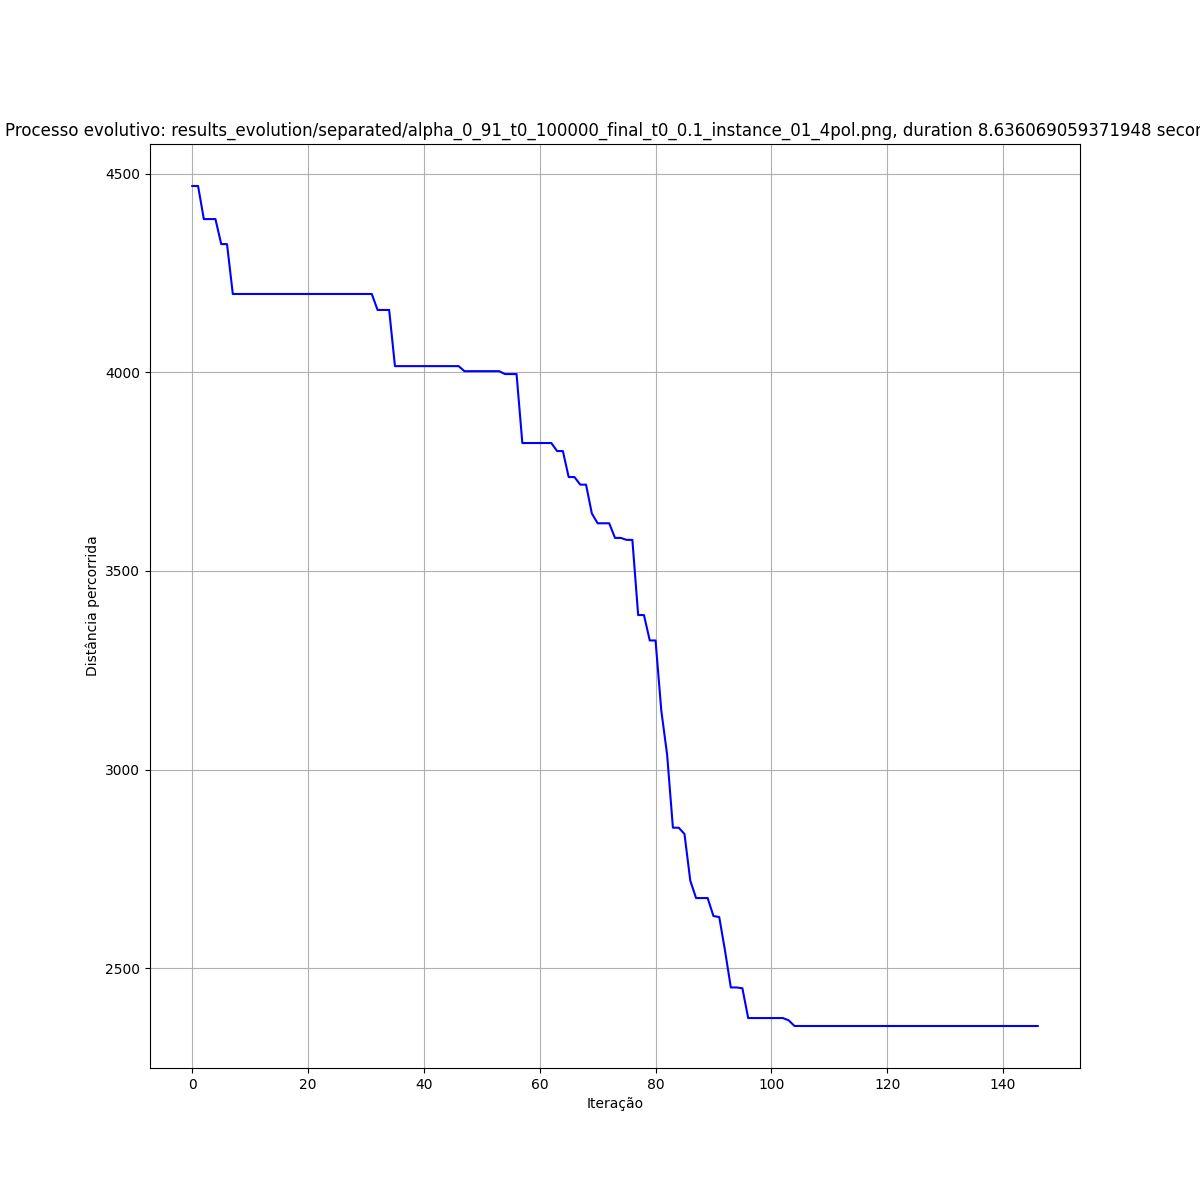 Processo evolutivo: results_evolution/separated/alpha_0_91_t0_100000_final_t0_0.1_instance_01_4pol.png, duration 8.636069059371948
4500
4000
3500
3000
2500
Distância percorrida
0 20 40 60 80 100 120 140
Iteração